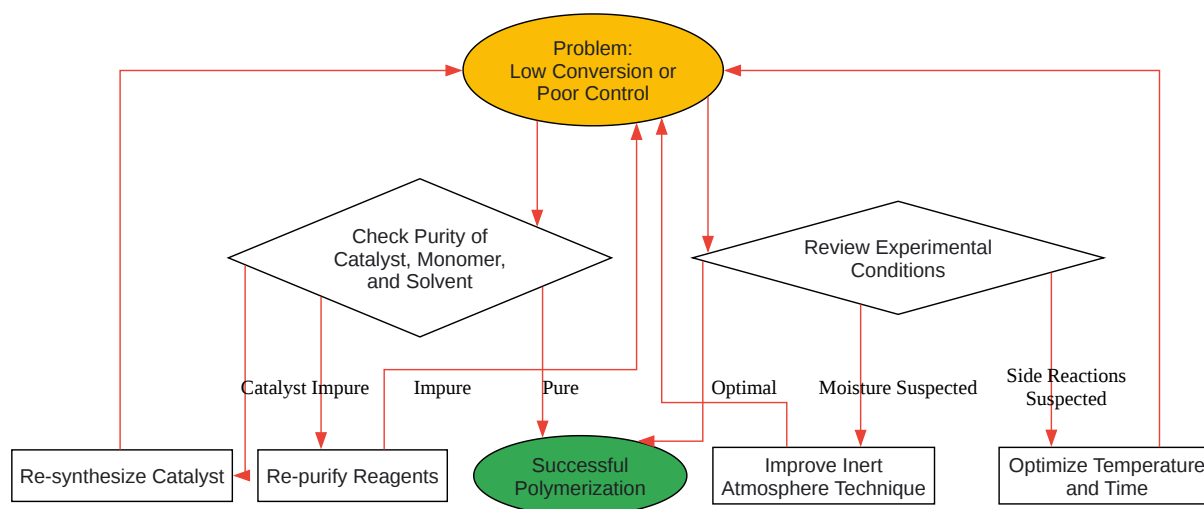 Problem:
Low Conversion or
Poor Control
Check Purity of
Catalyst, Monomer,
and Solvent
Review Experimental
Conditions
Catalyst Impure
Impure
Pure
Optimal
Moisture Suspected
Side Reactions
Suspected
Re-synthesize Catalyst
Re-purify Reagents
Successful
Polymerization
Improve Inert
Atmosphere Technique
Optimize Temperature
and Time